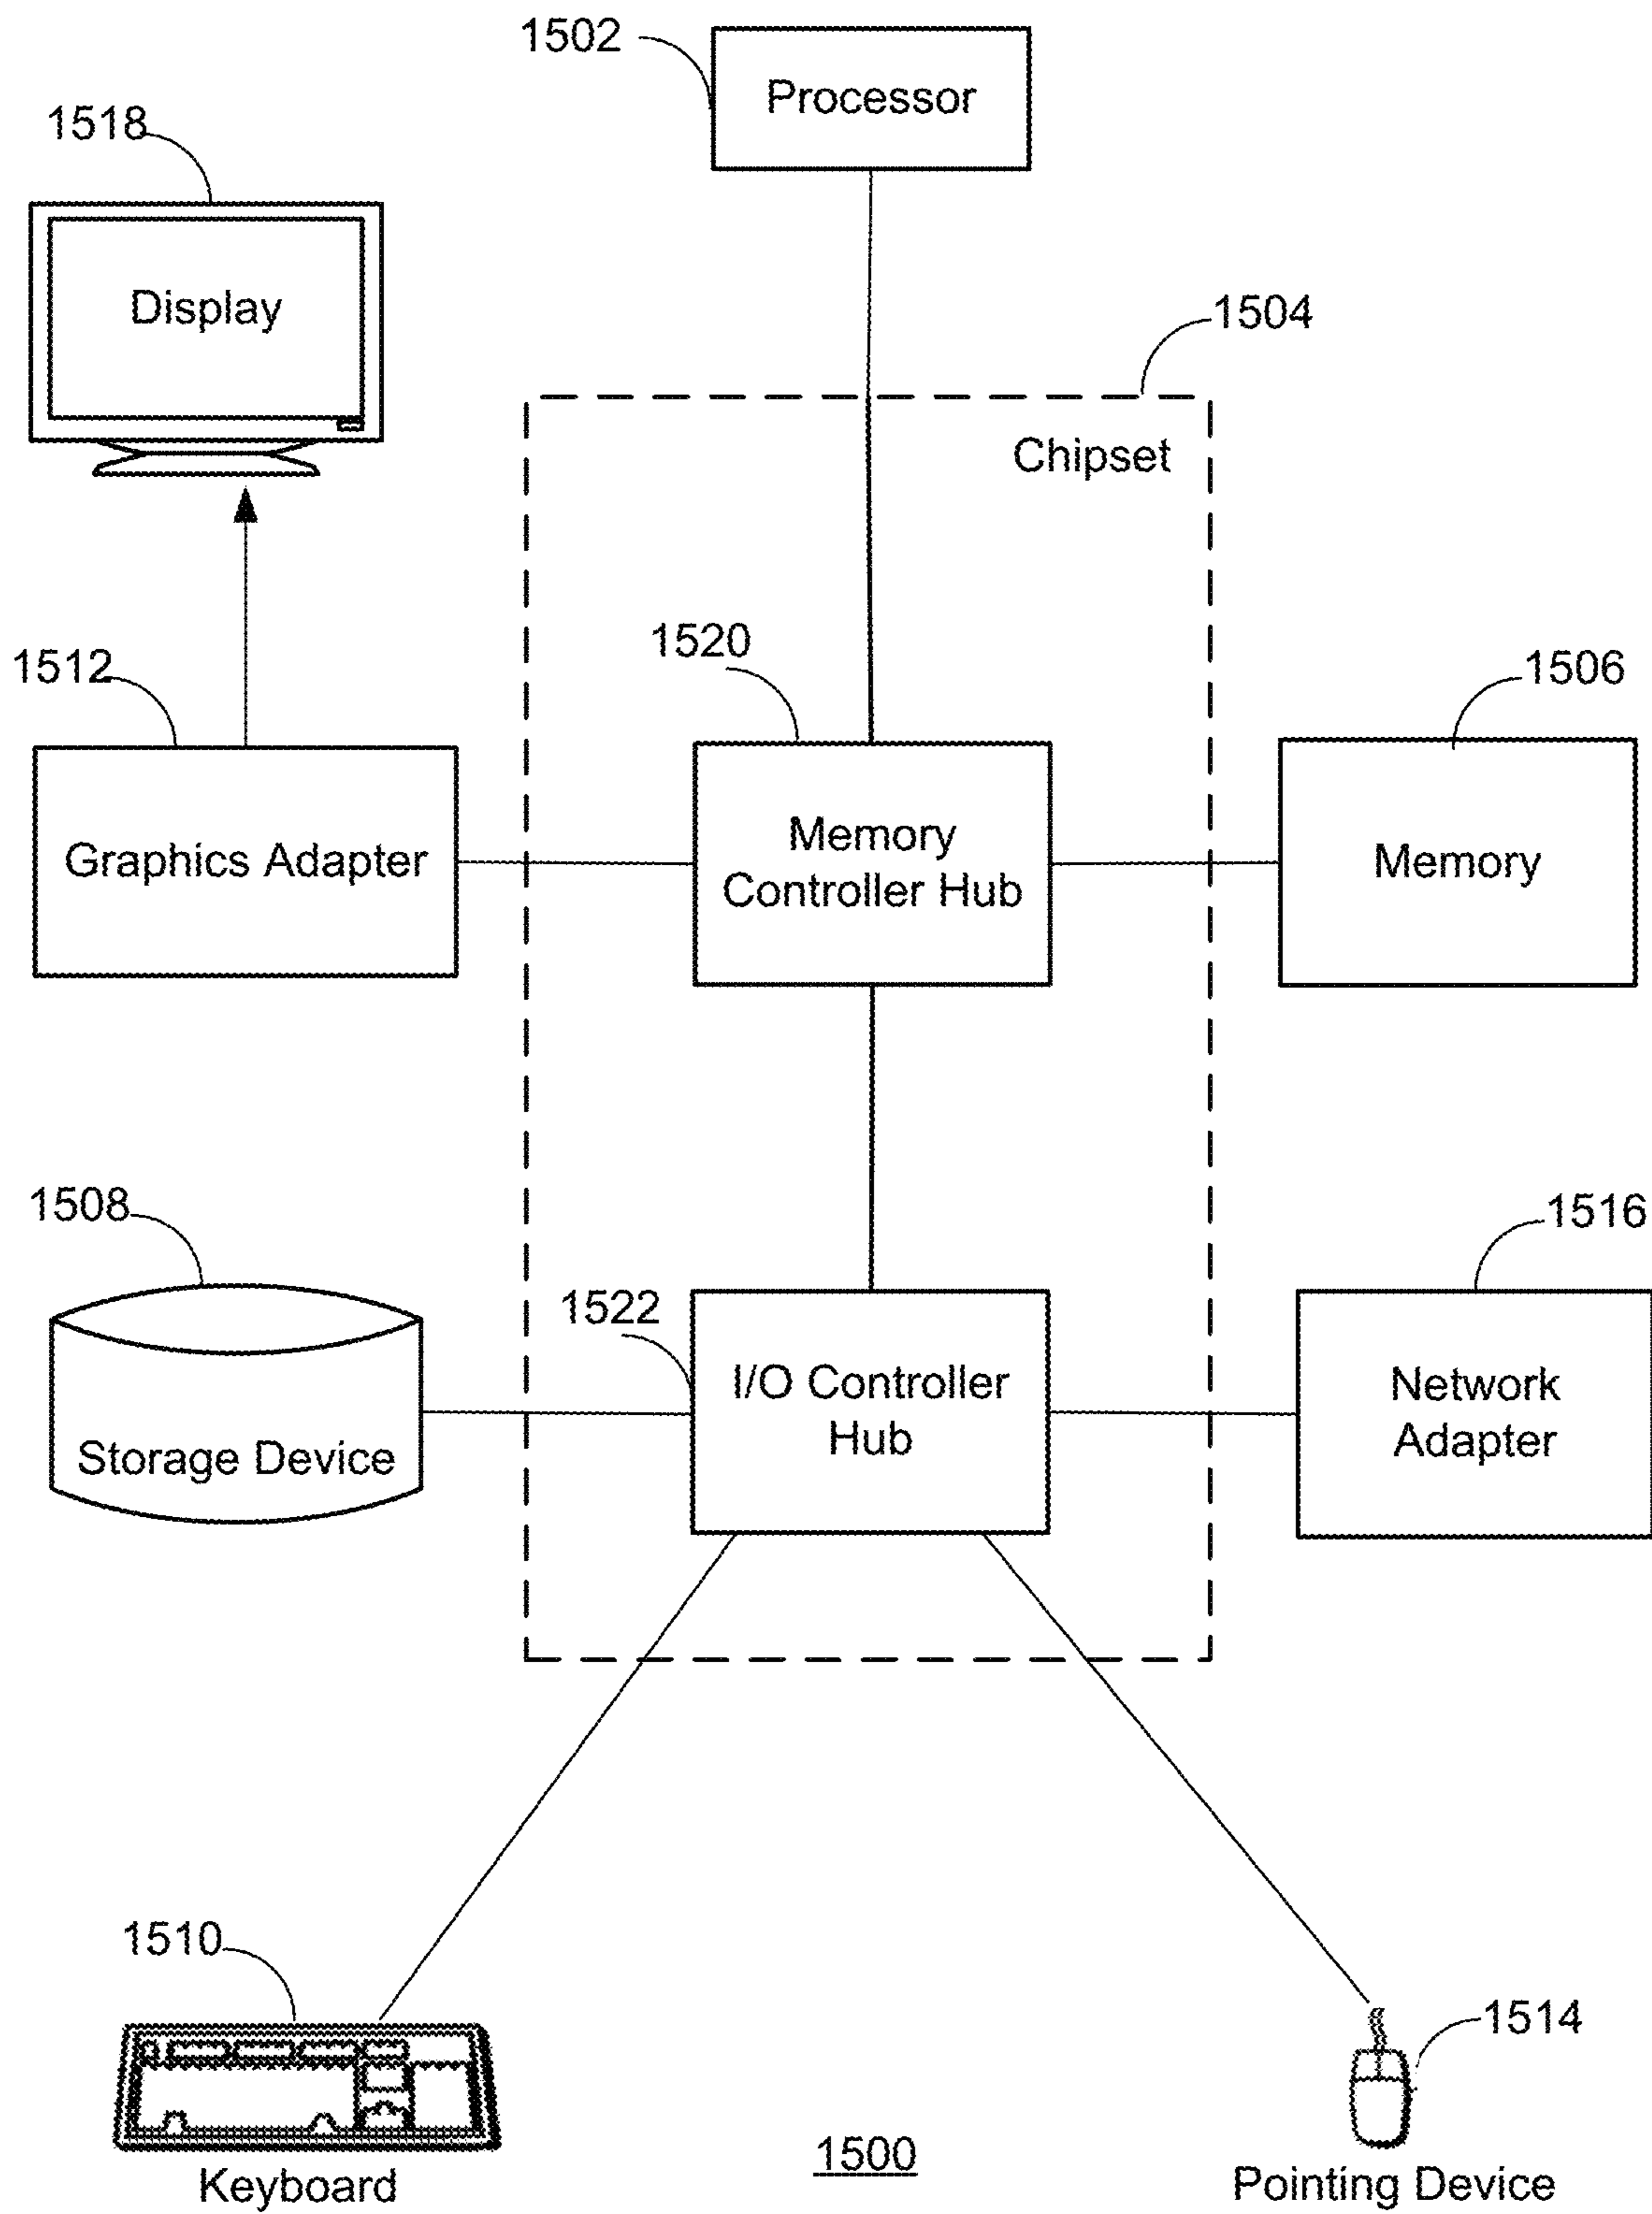 1502
Processor
1518
Display
1504
Chipset
1520
1512
1506
Memory
Controller Hub
Graphics Adapter
Memory
1508
1516
1522
I/O Controller
Hub
Network
Adapter
Storage Device
1510
1514
1500
Keyboard
Pointing Device